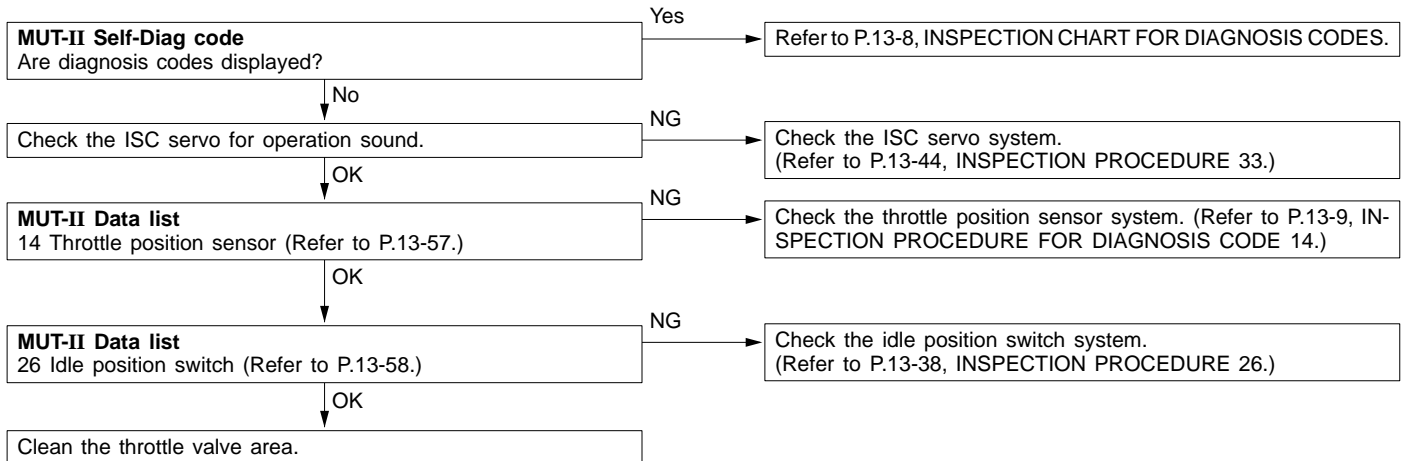 MUT-II Self-Diag code
Are diagnosis codes displayed?
Yes
Refer to P.13-8, INSPECTION CHART FOR DIAGNOSIS CODES.
No
Check the ISC servo for operation sound.
NG
Check the ISC servo system.
(Refer to P.13-44, INSPECTION PROCEDURE 33.)
OK
MUT-II Data list
14 Throttle position sensor (Refer to P.13-57.)
NG
Check the throttle position sensor system. (Refer to P.13-9, IN-
SPECTION PROCEDURE FOR DIAGNOSIS CODE 14.)
OK
MUT-II Data list
26 Idle position switch (Refer to P.13-58.)
NG
Check the idle position switch system.
(Refer to P.13-38, INSPECTION PROCEDURE 26.)
OK
Clean the throttle valve area.